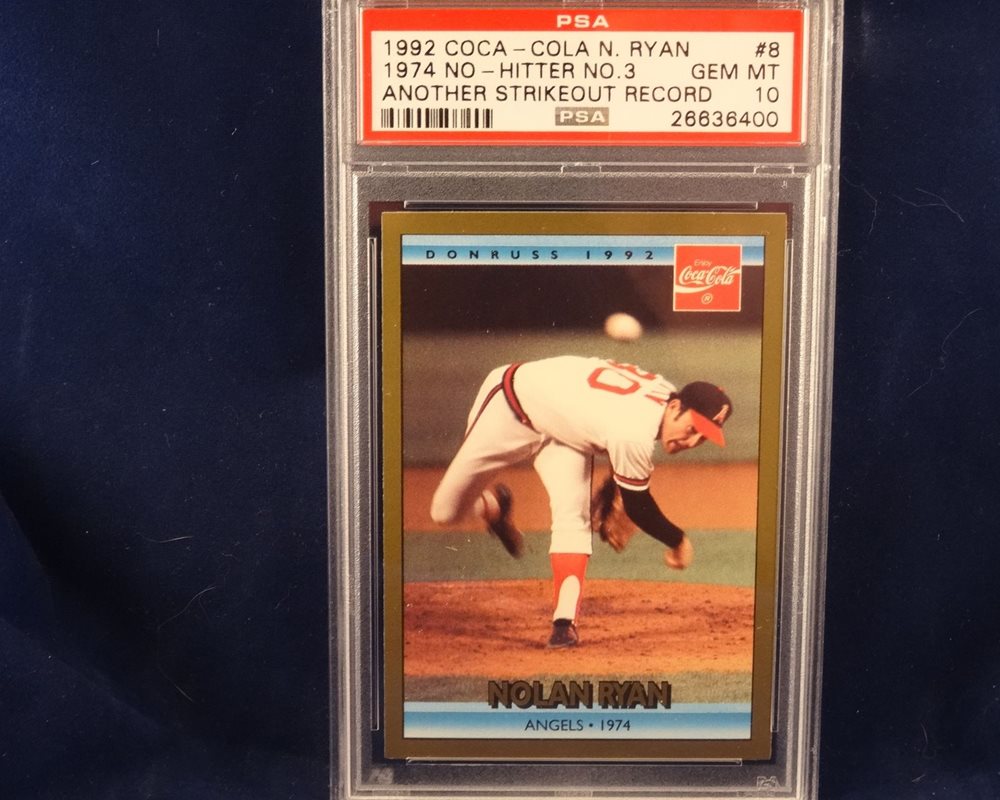 PSA
1992 COCA-COLA N. RYAN #8
1974 NO-HITTER NO.3 GEM MT
ANOTHER STRIKEOUT RECORD 10
PSA 26636400
DONRUSS 1992
Enjoy
Coca-Cola
®
NOLAN RYAN
ANGELS • 1974